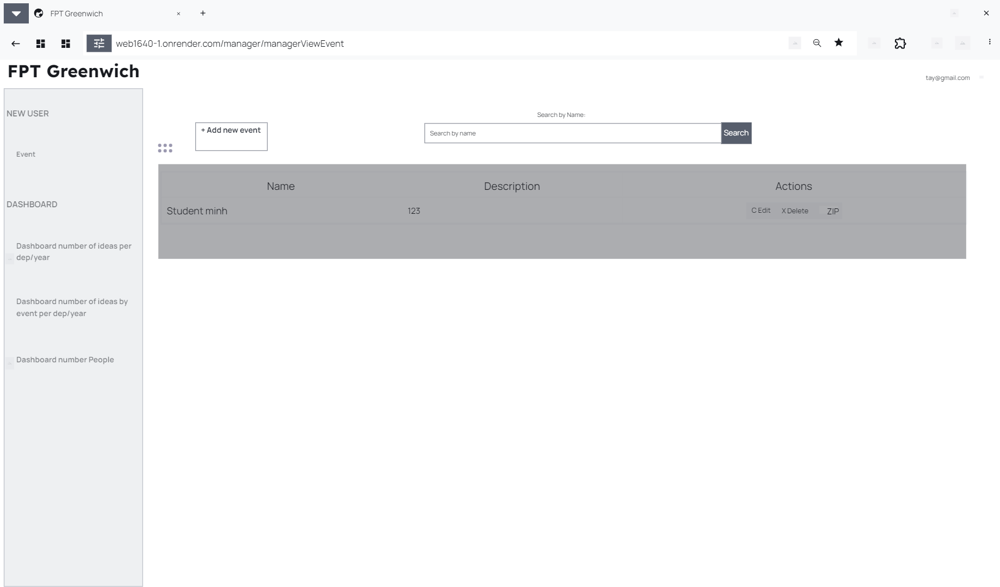 FPT Greenwich
web1640-1.onrender.com/manager/managerViewEvent
FPT Greenwich
tay@gmail.com
NEW USER
Event
DASHBOARD
Dashboard number of ideas per
dep/year
Dashboard number of ideas by
event per dep/year
Dashboard number People
Search by Name:
+ Add new event
Search by name
Search
Name Description Actions
Student minh 123 C Edit X Delete ZIP